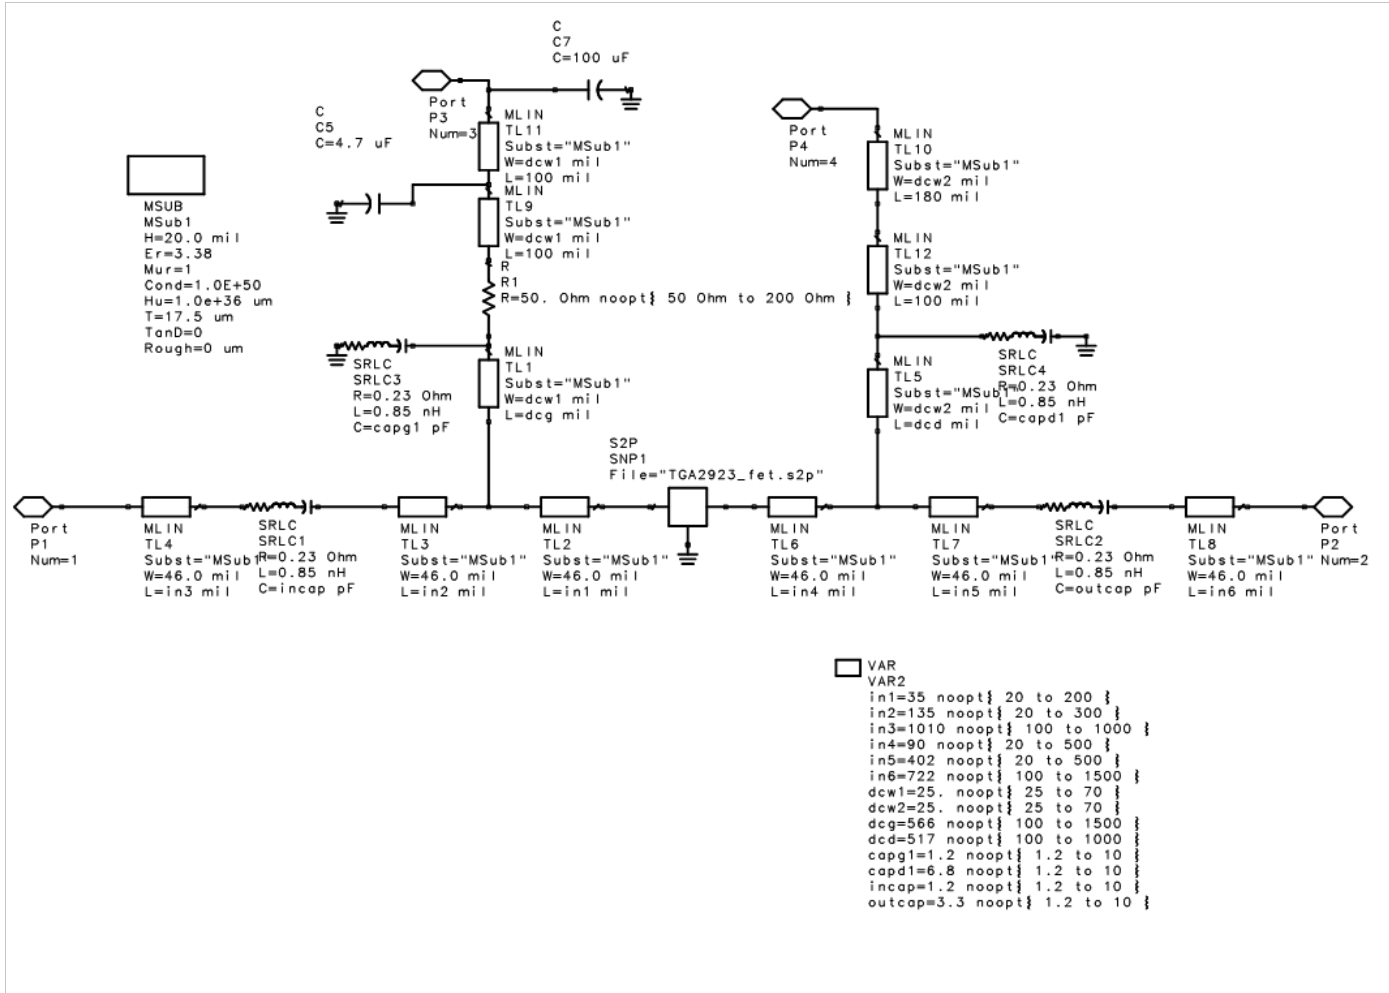 C
C7
C=100 uF
Port
P3
Num=3
C
C5
C=4.7 uF
MLIN
TL11
Subst="MSub1"
W=dcw1 mil
L=100 mil
Port
P4
Num=4
MLIN
TL10
Subst="MSub1"
W=dcw2 mil
L=180 mil
MSUB
MSub1
H=20.0 mil
Er=3.38
Mur=1
Cond=1.0E+50
Hu=1.0e+36 um
T=17.5 um
TanD=0
Rough=0 um
MLIN
TL9
Subst="MSub1"
W=dcw1 mil
L=100 mil
R
R1
R=50. Ohm noopt{ 50 Ohm to 200 Ohm }
MLIN
TL12
Subst="MSub1"
W=dcw2 mil
L=100 mil
SRLC
SRLC3
R=0.23 Ohm
L=0.85 nH
C=capg1 pF
MLIN
TL1
Subst="MSub1"
W=dcw1 mil
L=dcg mil
MLIN
TL5
Subst="MSub1"
W=dcw2 mil
L=dcd mil
SRLC
SRLC4
R=0.23 Ohm
L=0.85 nH
C=capd1 pF
S2P
SNP1
File="TGA2923_fet.s2p"
Port
P1
Num=1
MLIN
TL4
Subst="MSub1"
W=46.0 mil
L=in3 mil
SRLC
SRLC1
R=0.23 Ohm
L=0.85 nH
C=incap pF
MLIN
TL3
Subst="MSub1"
W=46.0 mil
L=in2 mil
MLIN
TL2
Subst="MSub1"
W=46.0 mil
L=in1 mil
MLIN
TL6
Subst="MSub1"
W=46.0 mil
L=in4 mil
MLIN
TL7
Subst="MSub1"
W=46.0 mil
L=in5 mil
SRLC
SRLC2
R=0.23 Ohm
L=0.85 nH
C=outcap pF
MLIN
TL8
Subst="MSub1"
W=46.0 mil
L=in6 mil
Port
P2
Num=2
VAR
VAR2
in1=35 noopt{ 20 to 200 }
in2=135 noopt{ 20 to 300 }
in3=1010 noopt{ 100 to 1000 }
in4=90 noopt{ 20 to 500 }
in5=402 noopt{ 20 to 500 }
in6=722 noopt{ 100 to 1500 }
dcw1=25. noopt{ 25 to 70 }
dcw2=25. noopt{ 25 to 70 }
dcg=566 noopt{ 100 to 1500 }
dcd=517 noopt{ 100 to 1000 }
capg1=1.2 noopt{ 1.2 to 10 }
capd1=6.8 noopt{ 1.2 to 10 }
incap=1.2 noopt{ 1.2 to 10 }
outcap=3.3 noopt{ 1.2 to 10 }